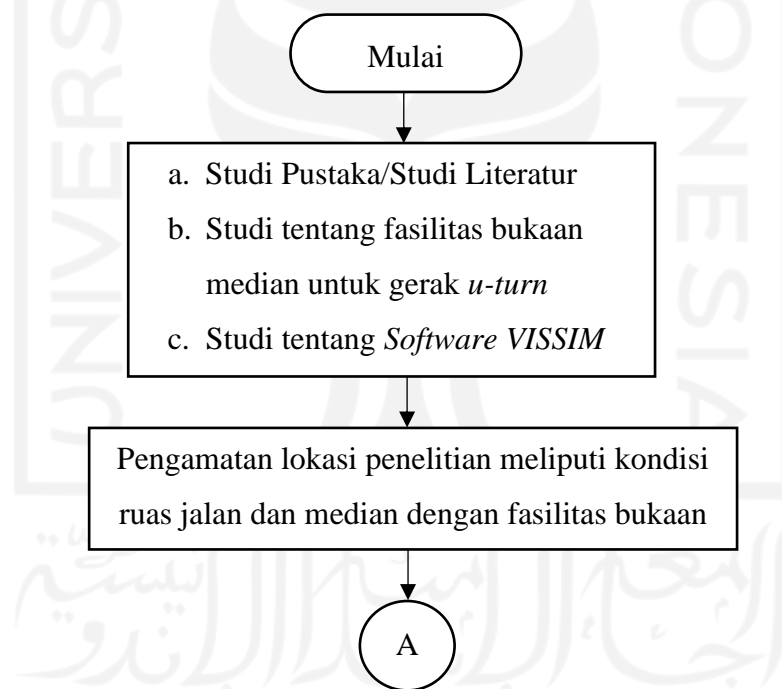 Mulai
a. Studi Pustaka/Studi Literatur
b. Studi tentang fasilitas bukaan
median untuk gerak u-turn
c. Studi tentang Software VISSIM
Pengamatan lokasi penelitian meliputi kondisi
ruas jalan dan median dengan fasilitas bukaan
A